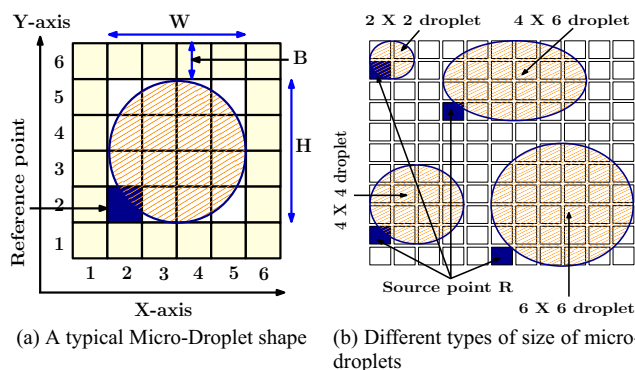 Y-axis
W
B
H
6
5
4
3
2
1
Reference point
1 2 3 4 5 6
X-axis
(a) A typical Micro-Droplet shape
2 X 2 droplet
4 X 6 droplet
4 X 4 droplet
Source point R
6 X 6 droplet
(b) Different types of size of micro-
droplets